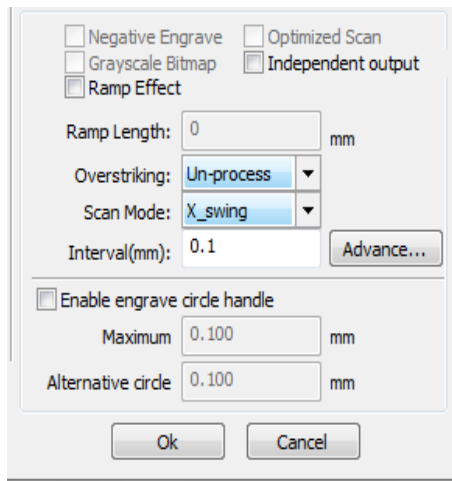 Negative Engrave Optimized Scan
Grayscale Bitmap Independent output
Ramp Effect
Ramp Length: 0 mm
Overstriking: Un-process
Scan Mode: X_swing
Interval(mm): 0.1 Advance...
Enable engrave circle handle
Maximum 0.100 mm
Alternative circle 0.100 mm
Ok Cancel